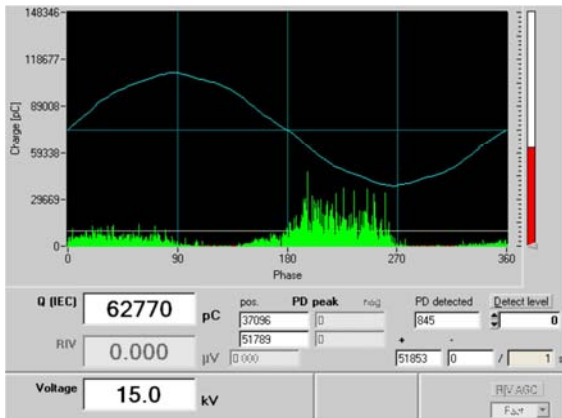 148346
118677
89008
59338
29669
0
Charge [pC]
0 90 180 270 360
Phase
Q (IEC) 62770 pC
pos. PD peak neg
37096 0
51789 0
PD detected Detect level
845 0
RIV 0.000 µV 0.000
+ -
51853 0 / 1 s
Voltage 15.0 kV
RIV AGC
Fast